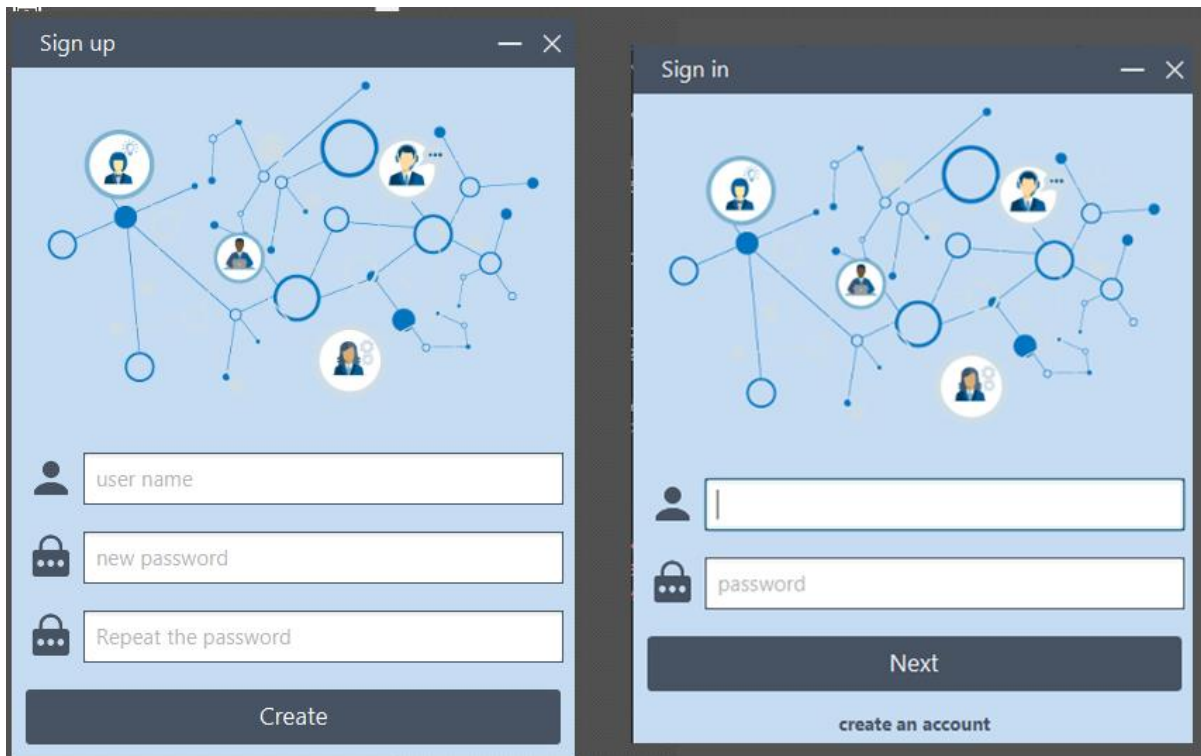 Sign up
user name
new password
Repeat the password
Create
Sign in
password
Next
create an account